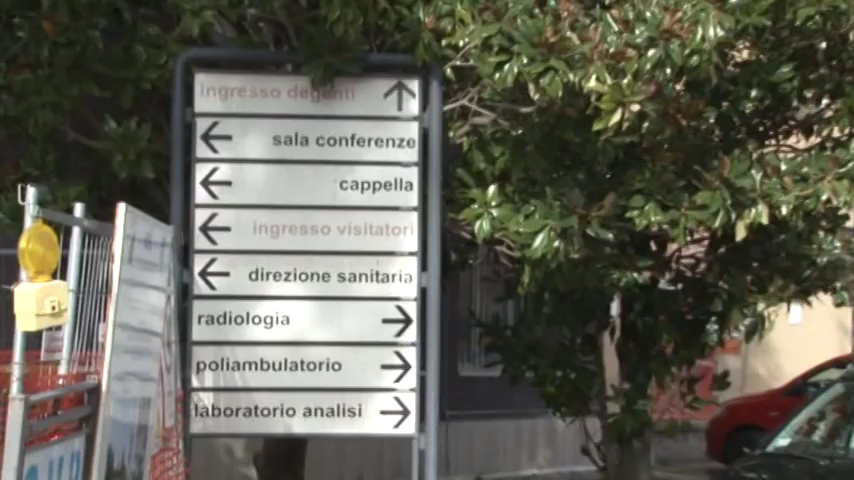 ingresso degenti
sala conferenze
cappella
ingresso visitatori
direzione sanitaria
radiologia
poliambulatorio
laboratorio analisi